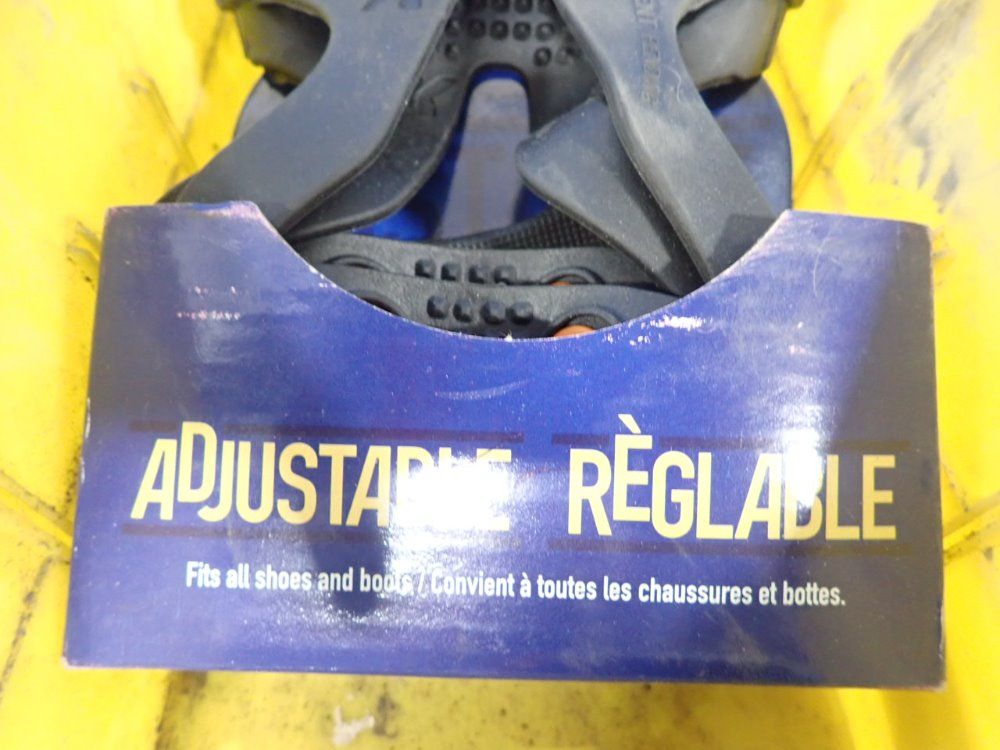 ADJUSTABLE RÈGLABLE
Fits all shoes and boots / Convient à toutes les chaussures et bottes.